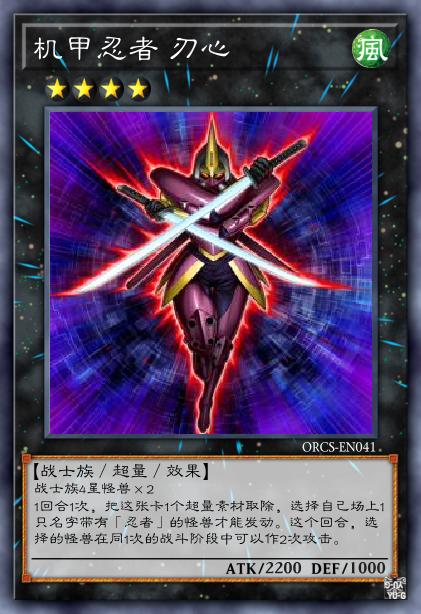 机甲忍者 刃心
風
ORCS-EN041
【战士族/超量/效果】
战士族4星怪兽×2
1回合1次，把这张卡1个超量素材取除，选择自己场上1
只名字带有「忍者」的怪兽才能发动。这个回合，选
择的怪兽在同1次的战斗阶段中可以作2次攻击。
ATK/2200 DEF/1000